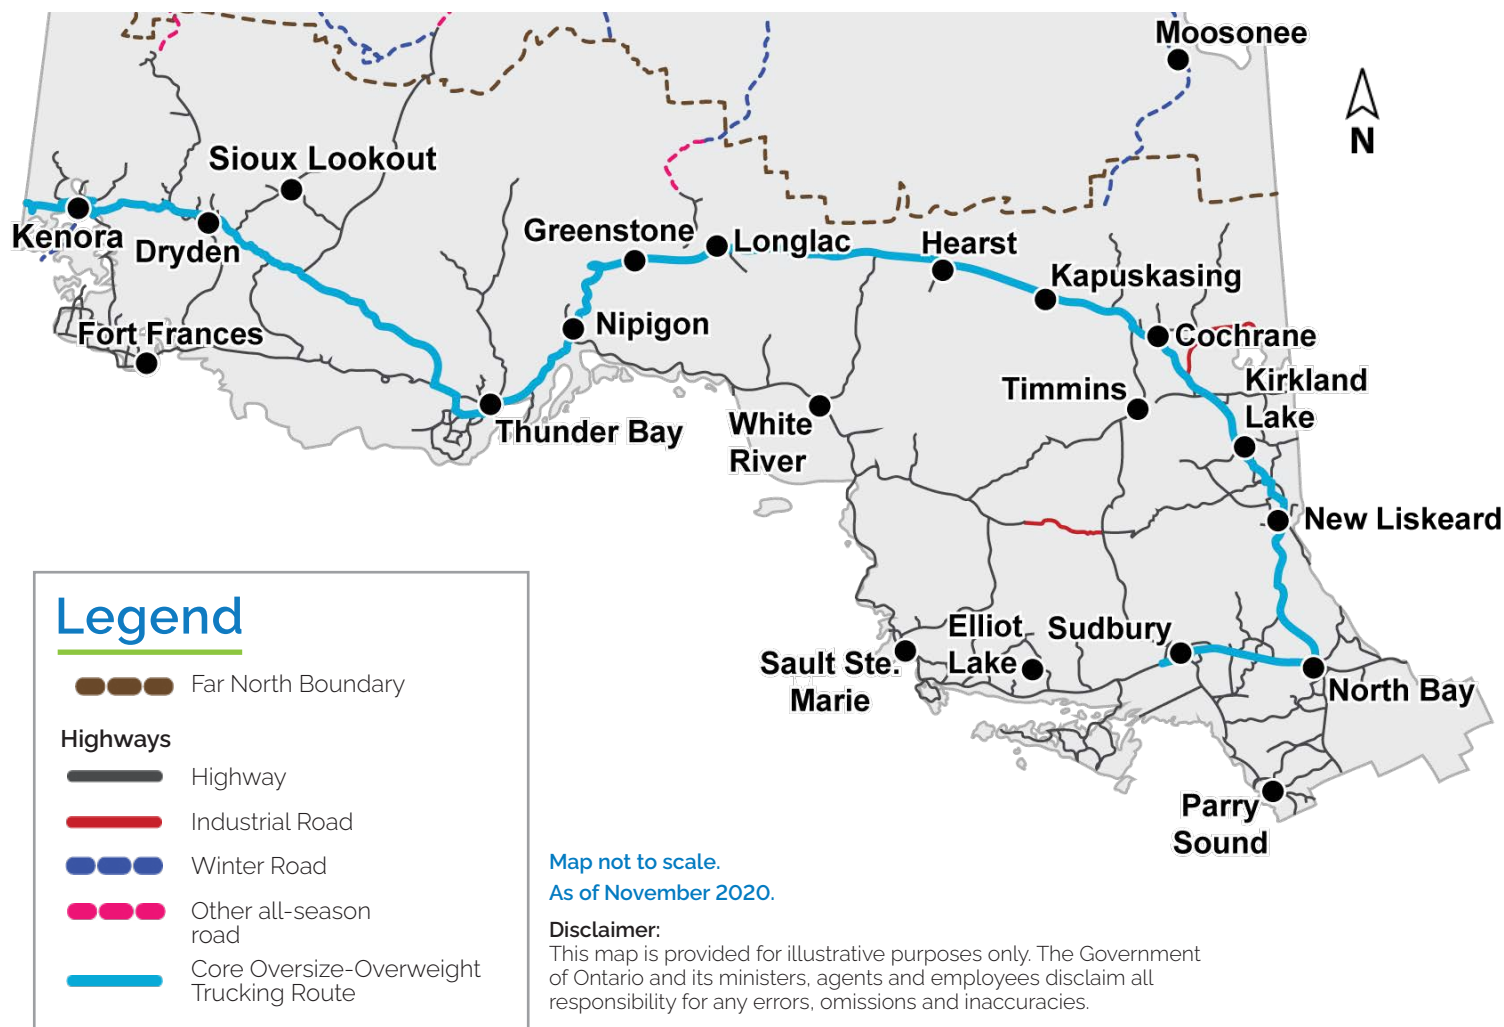 Moosonee
N
Sioux Lookout
Kenora
Dryden
Greenstone
Longlac
Hearst
Kapuskasing
Fort Frances
Nipigon
Cochrane
Timmins
Kirkland
Lake
Thunder Bay
White
River
New Liskeard
Elliot
Lake
Sudbury
Sault Ste.
Marie
North Bay
Parry
Sound
Legend
Far North Boundary
Highways
Highway
Industrial Road
Winter Road
Other all-season
road
Core Oversize-Overweight
Trucking Route
Map not to scale.
As of November 2020.
Disclaimer:
This map is provided for illustrative purposes only. The Government
of Ontario and its ministers, agents and employees disclaim all
responsibility for any errors, omissions and inaccuracies.